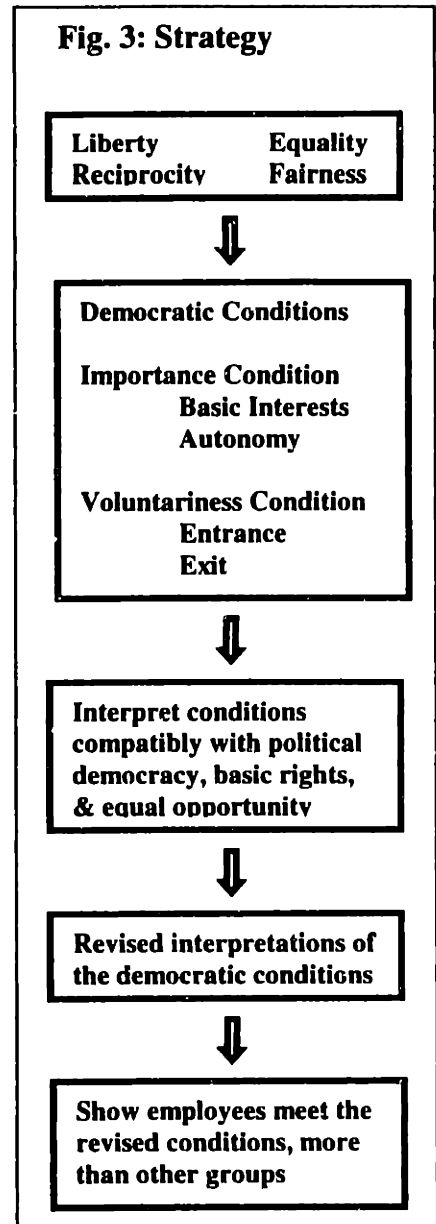 Fig. 3: Strategy
Liberty Equality
Reciprocity Fairness
Democratic Conditions
Importance Condition
Basic Interests
Autonomy
Voluntariness Condition
Entrance
Exit
Interpret conditions
compatibly with political
democracy, basic rights,
& equal opportunity
Revised interpretations of
the democratic conditions
Show employees meet the
revised conditions, more
than other groups